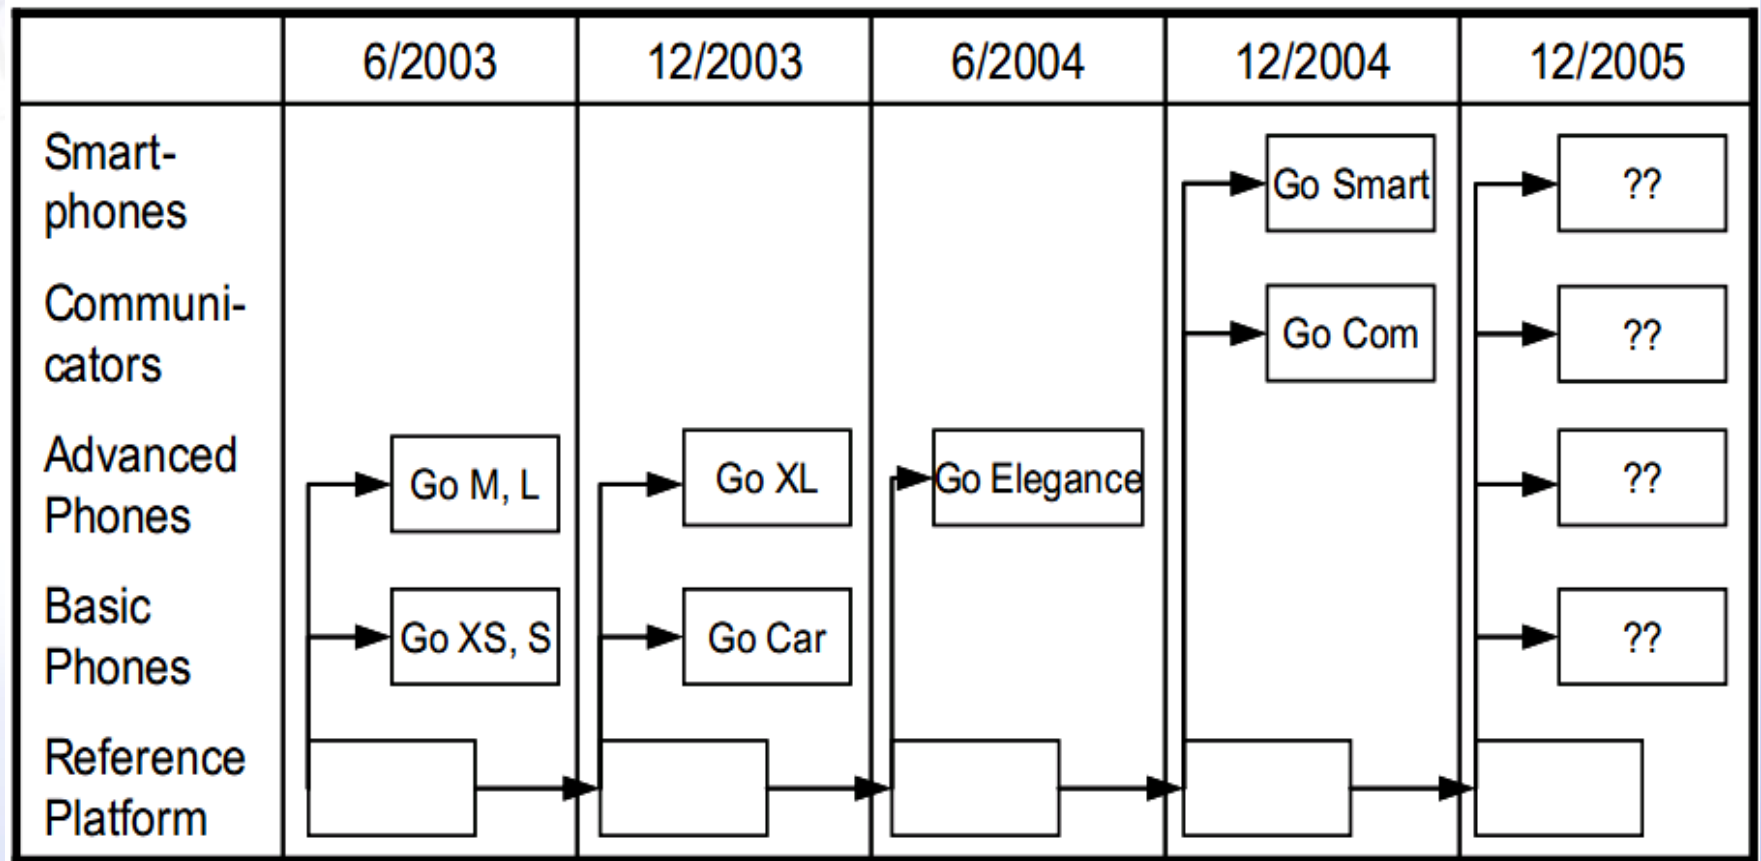 6/2003 12/2003 6/2004 12/2004 12/2005
Smart-
phones
Go Smart ??
Communi-
cators
Go Com ??
Advanced
Phones
Go M, L Go XL Go Elegance ??
Basic
Phones
Go XS, S Go Car ??
Reference
Platform